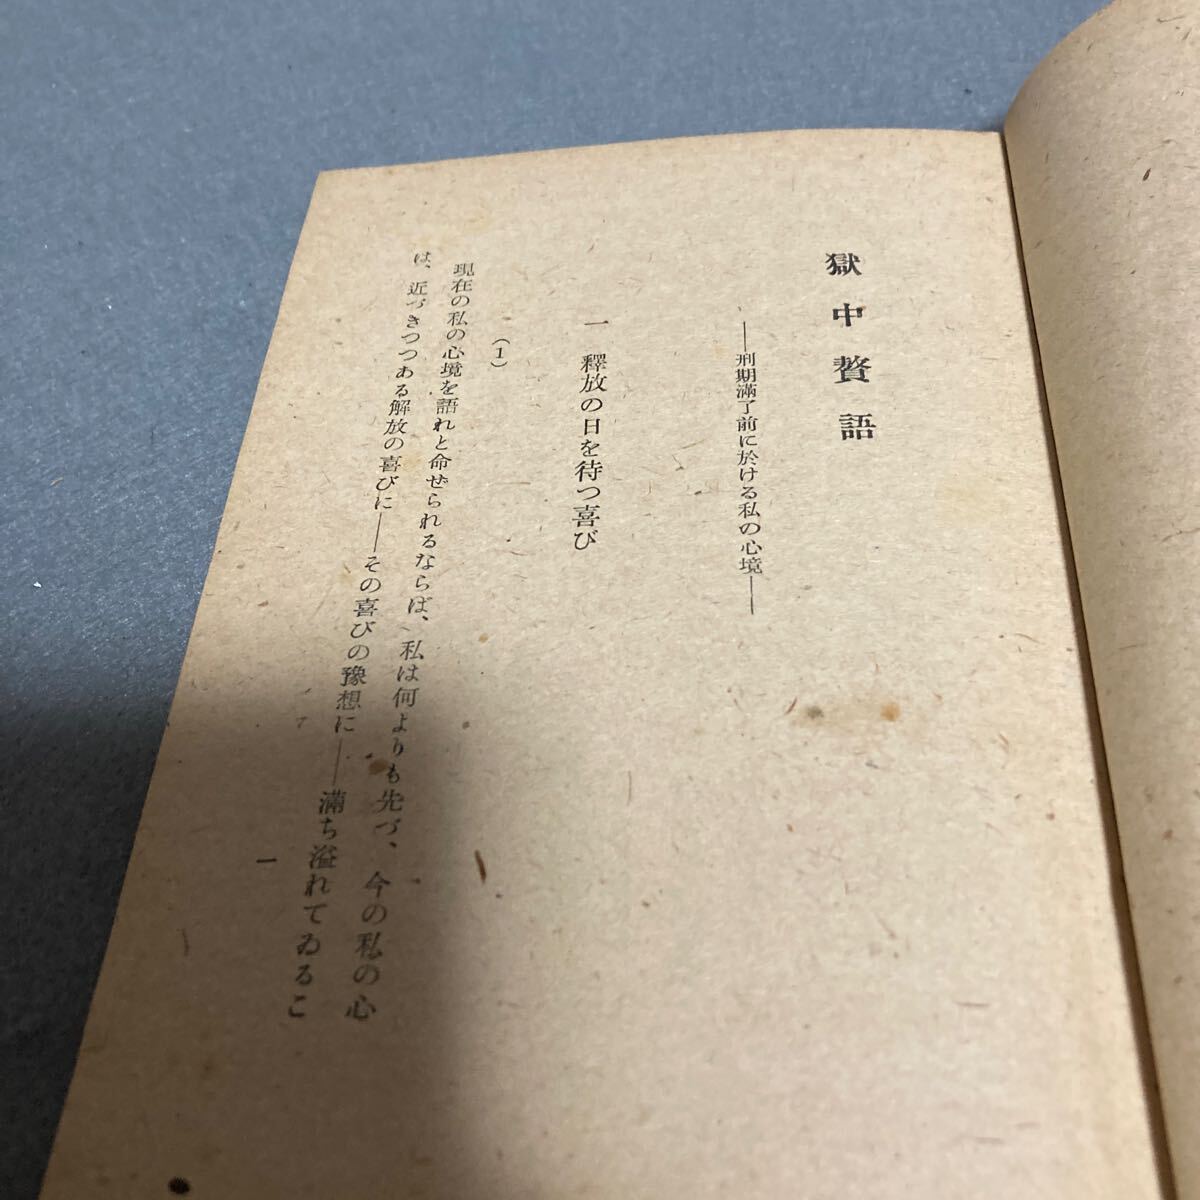 獄中贅語
──刑期滿了前に於ける私の心境──
一 釋放の日を待つ喜び
(1)
現在の私の心境を語れと命ぜられるならば、私は何よりも先づ、今の私の心
は、近づきつつある解放の喜びに──その喜びの豫想に──滿ち溢れてゐるこ
一